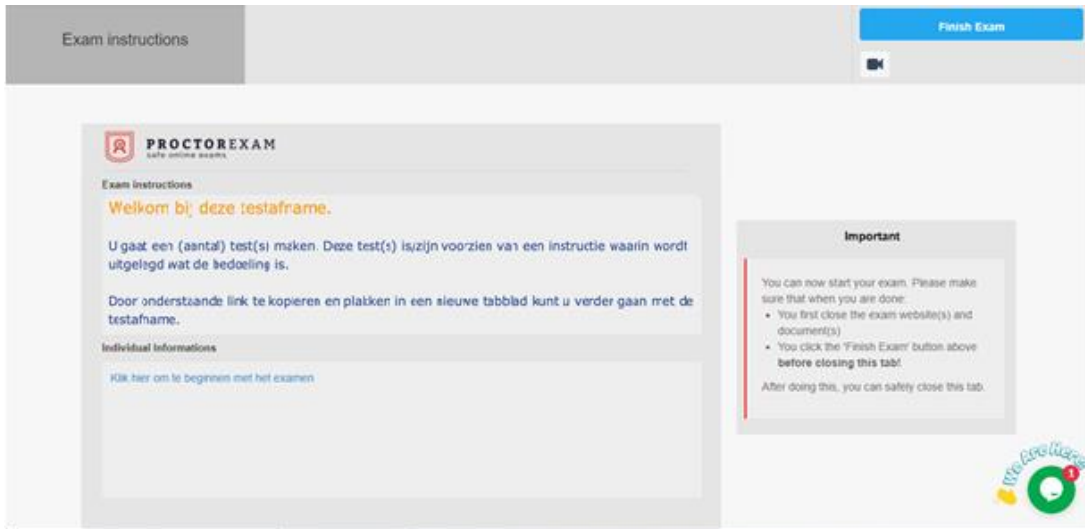 Exam instructions
Finish Exam
PROCTOREXAM
safe online exams
Exam instructions
Welkom bij deze testafname.
U gaat een (aantal) test(s) maken. Deze test(s) is/zijn voorzien van een instructie waarin wordt
uitgelegd wat de bedoeling is.
Door onderstaande link te kopieren en plakken in een nieuwe tabblad kunt u verder gaan met de
testafname.
Individual Informations
Klik hier om te beginnen met het examen
Important
You can now start your exam. Please make
sure that when you are done:
• You first close the exam website(s) and
document(s)
• You click the 'Finish Exam' button above
before closing this tab!
After doing this, you can safely close this tab.
We Are Here
1